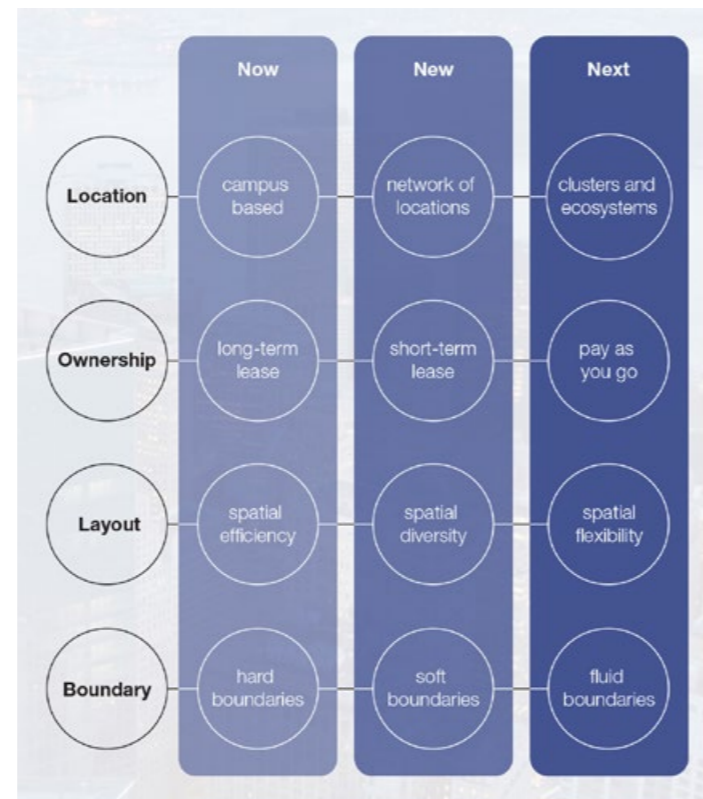 Now New Next
Location
campus
based
network of
locations
clusters and
ecosystems
Ownership
long-term
lease
short-term
lease
pay as
you go
Layout
spatial
efficiency
spatial
diversity
spatial
flexibility
Boundary
hard
boundaries
soft
boundaries
fluid
boundaries